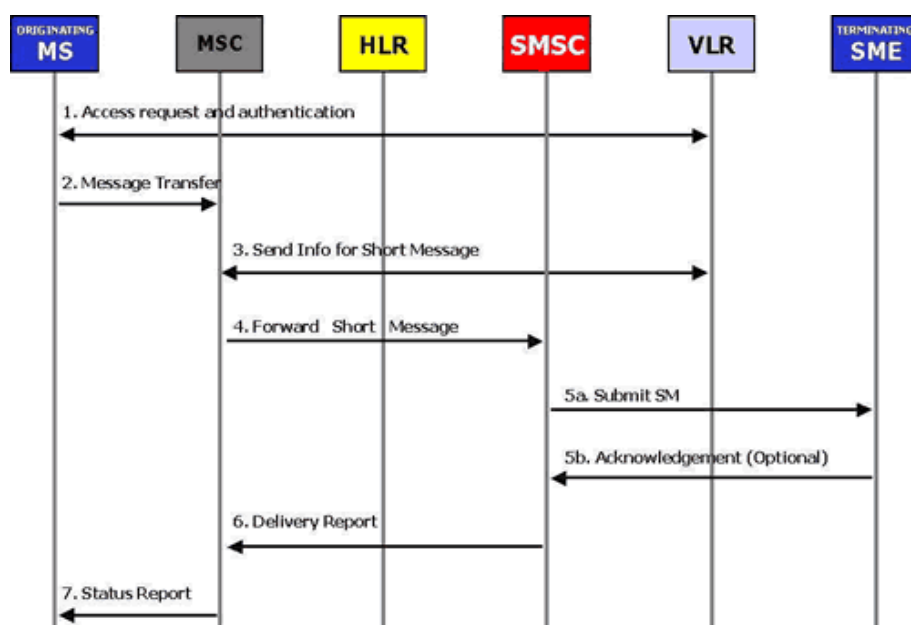 ORIGINATING
MS
MSC
HLR
SMSC
VLR
TERMINATING
SME
1. Access request and authentication
2. Message Transfer
3. Send Info for Short Message
4. Forward Short Message
5a. Submit SM
5b. Acknowledgement (Optional)
6. Delivery Report
7. Status Report